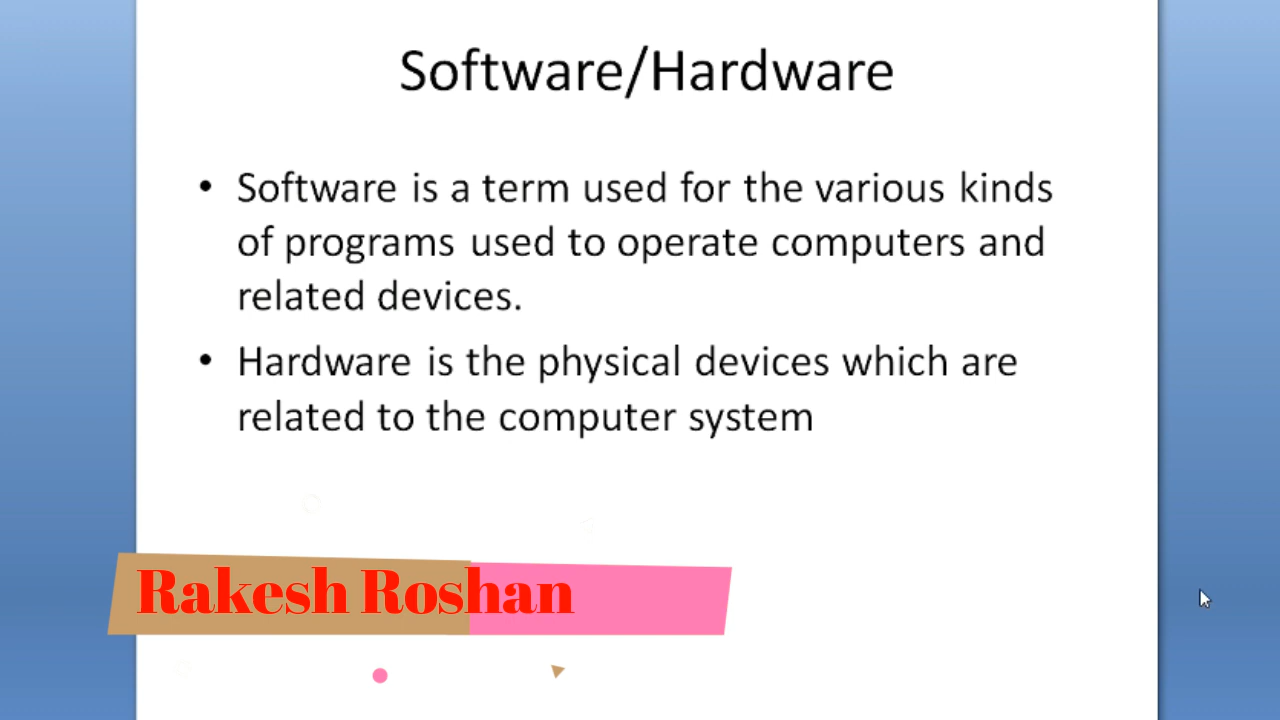 Software/Hardware
• Software is a term used for the various kinds
of programs used to operate computers and
related devices.
• Hardware is the physical devices which are
related to the computer system
Rakesh Roshan